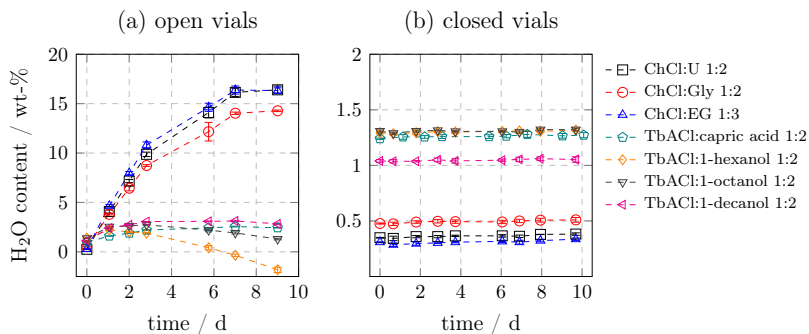 (a) open vials
(b) closed vials
H₂O content / wt-%
20
15
10
5
0
0
2
4
6
8
10
time / d
2
1.5
1
0.5
0
2
4
6
8
10
time / d
ChCl:U 1:2
ChCl:Gly 1:2
ChCl:EG 1:3
TbACl:capric acid 1:2
TbACl:1-hexanol 1:2
TbACl:1-octanol 1:2
TbACl:1-decanol 1:2